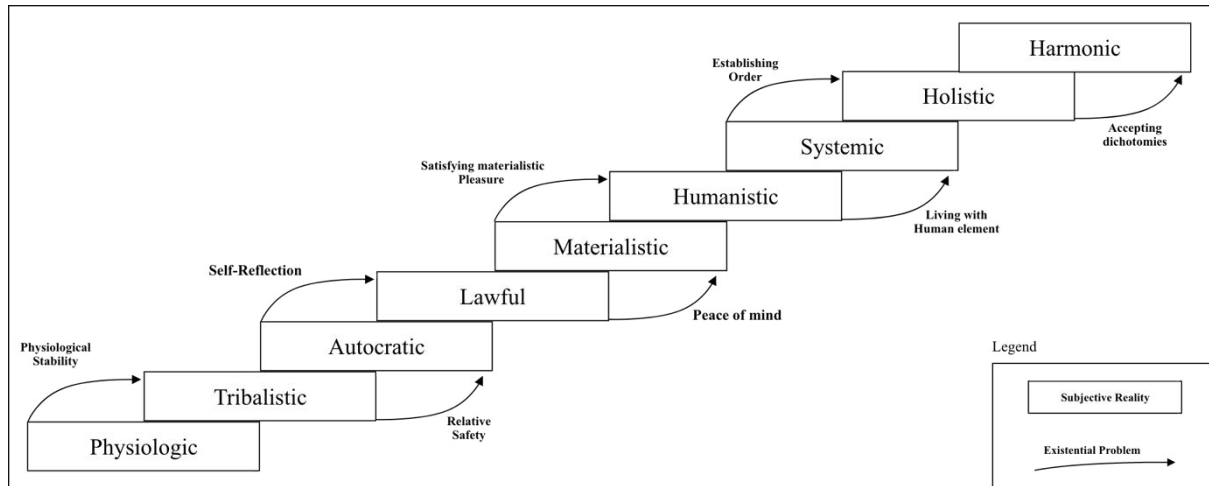 Harmonic
Establishing
Order
Holistic
Accepting
dichotomies
Systemic
Satisfying materialistic
Pleasure
Humanistic
Living with
Human element
Materialistic
Self-Reflection
Lawful
Peace of mind
Physiological
Stability
Autocratic
Tribalistic
Relative
Safety
Physiologic
Legend
Subjective Reality
Existential Problem